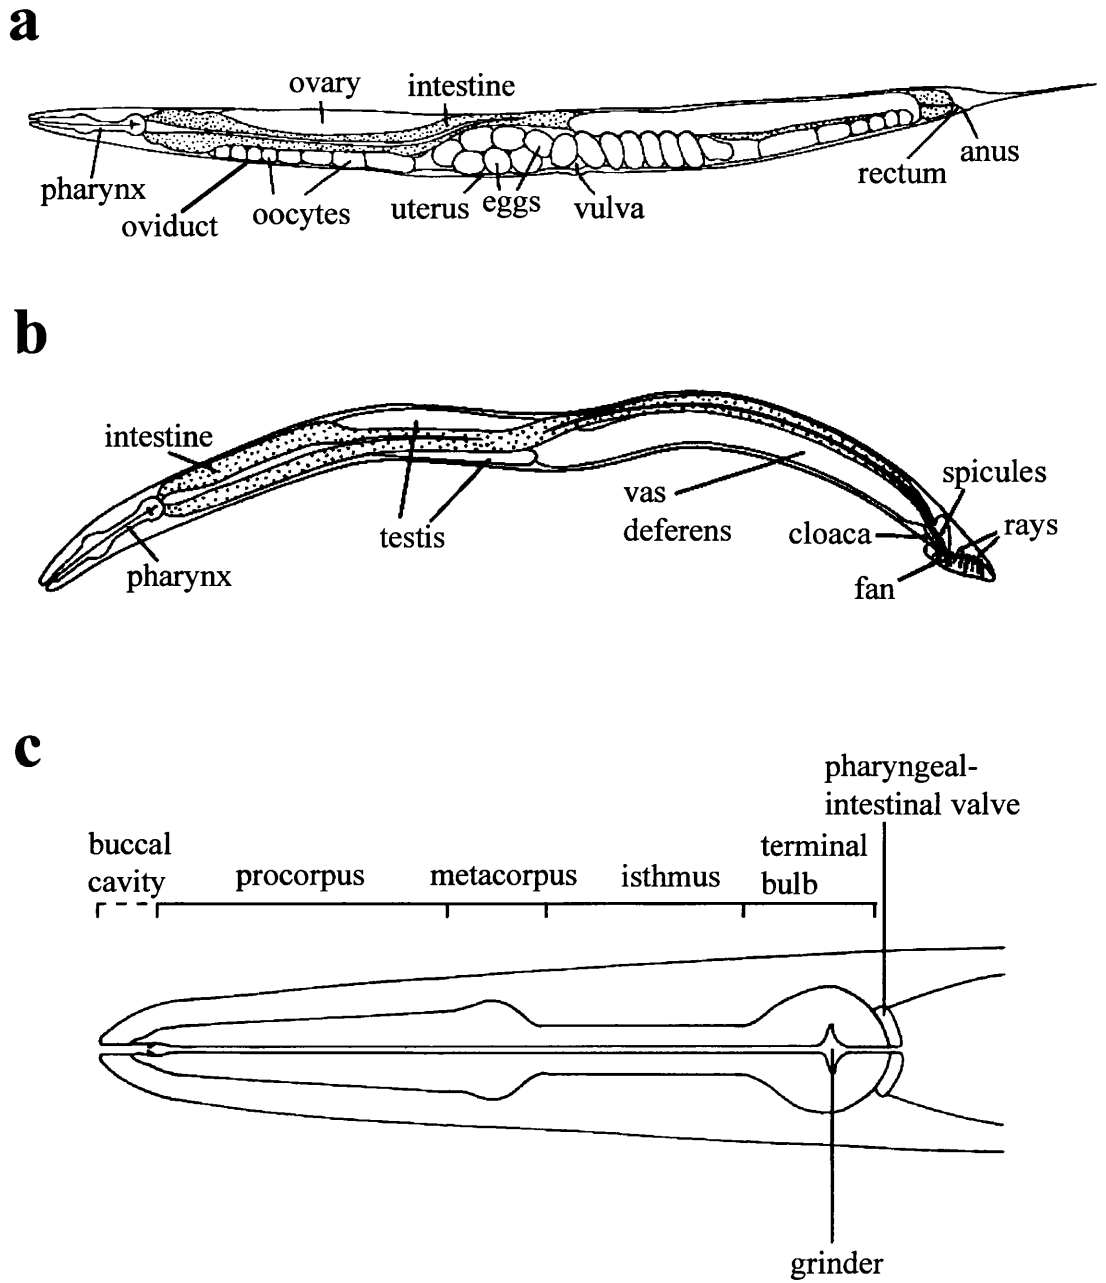 a
ovary
intestine
pharynx
oviduct
oocytes
uterus
eggs
vulva
rectum
anus
b
intestine
pharynx
testis
vas
deferens
spicules
cloaca
rays
fan
c
pharyngeal-
intestinal valve
buccal
cavity
procorpus
metacorpus
isthmus
terminal
bulb
grinder